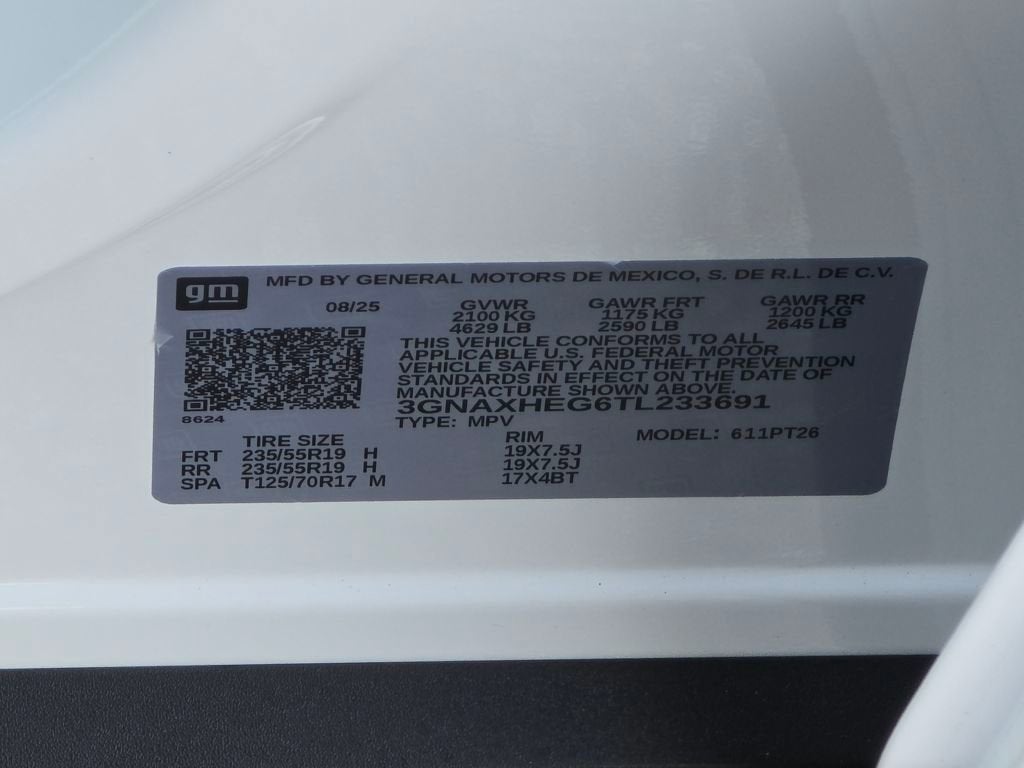 gm
MFD BY GENERAL MOTORS DE MEXICO, S. DE R.L. DE C.V.
08/25 GVWR GAWR FRT GAWR RR
2100 KG 1175 KG 1200 KG
4629 LB 2590 LB 2645 LB
THIS VEHICLE CONFORMS TO ALL
APPLICABLE U.S. FEDERAL MOTOR
VEHICLE SAFETY AND THEFT PREVENTION
STANDARDS IN EFFECT ON THE DATE OF
MANUFACTURE SHOWN ABOVE.
3GNAXHEG6TL233691
8624
TYPE: MPV
TIRE SIZE RIM MODEL: 611PT26
FRT 235/55R19 H 19X7.5J
RR 235/55R19 H 19X7.5J
SPA T125/70R17 M 17X4BT